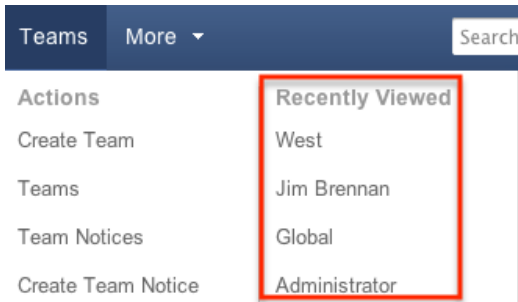 Teams More Search
Actions Recently Viewed
Create Team West
Teams Jim Brennan
Team Notices Global
Create Team Notice Administrator